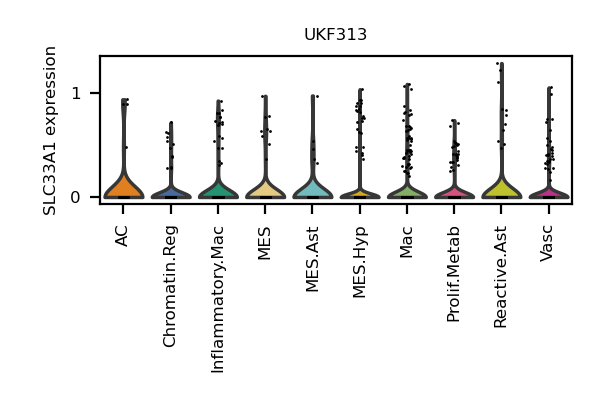 UKF313
SLC33A1 expression
1
0
AC
Chromatin.Reg
Inflammatory.Mac
MES
MES.Ast
MES.Hyp
Mac
Prolif.Metab
Reactive.Ast
Vasc